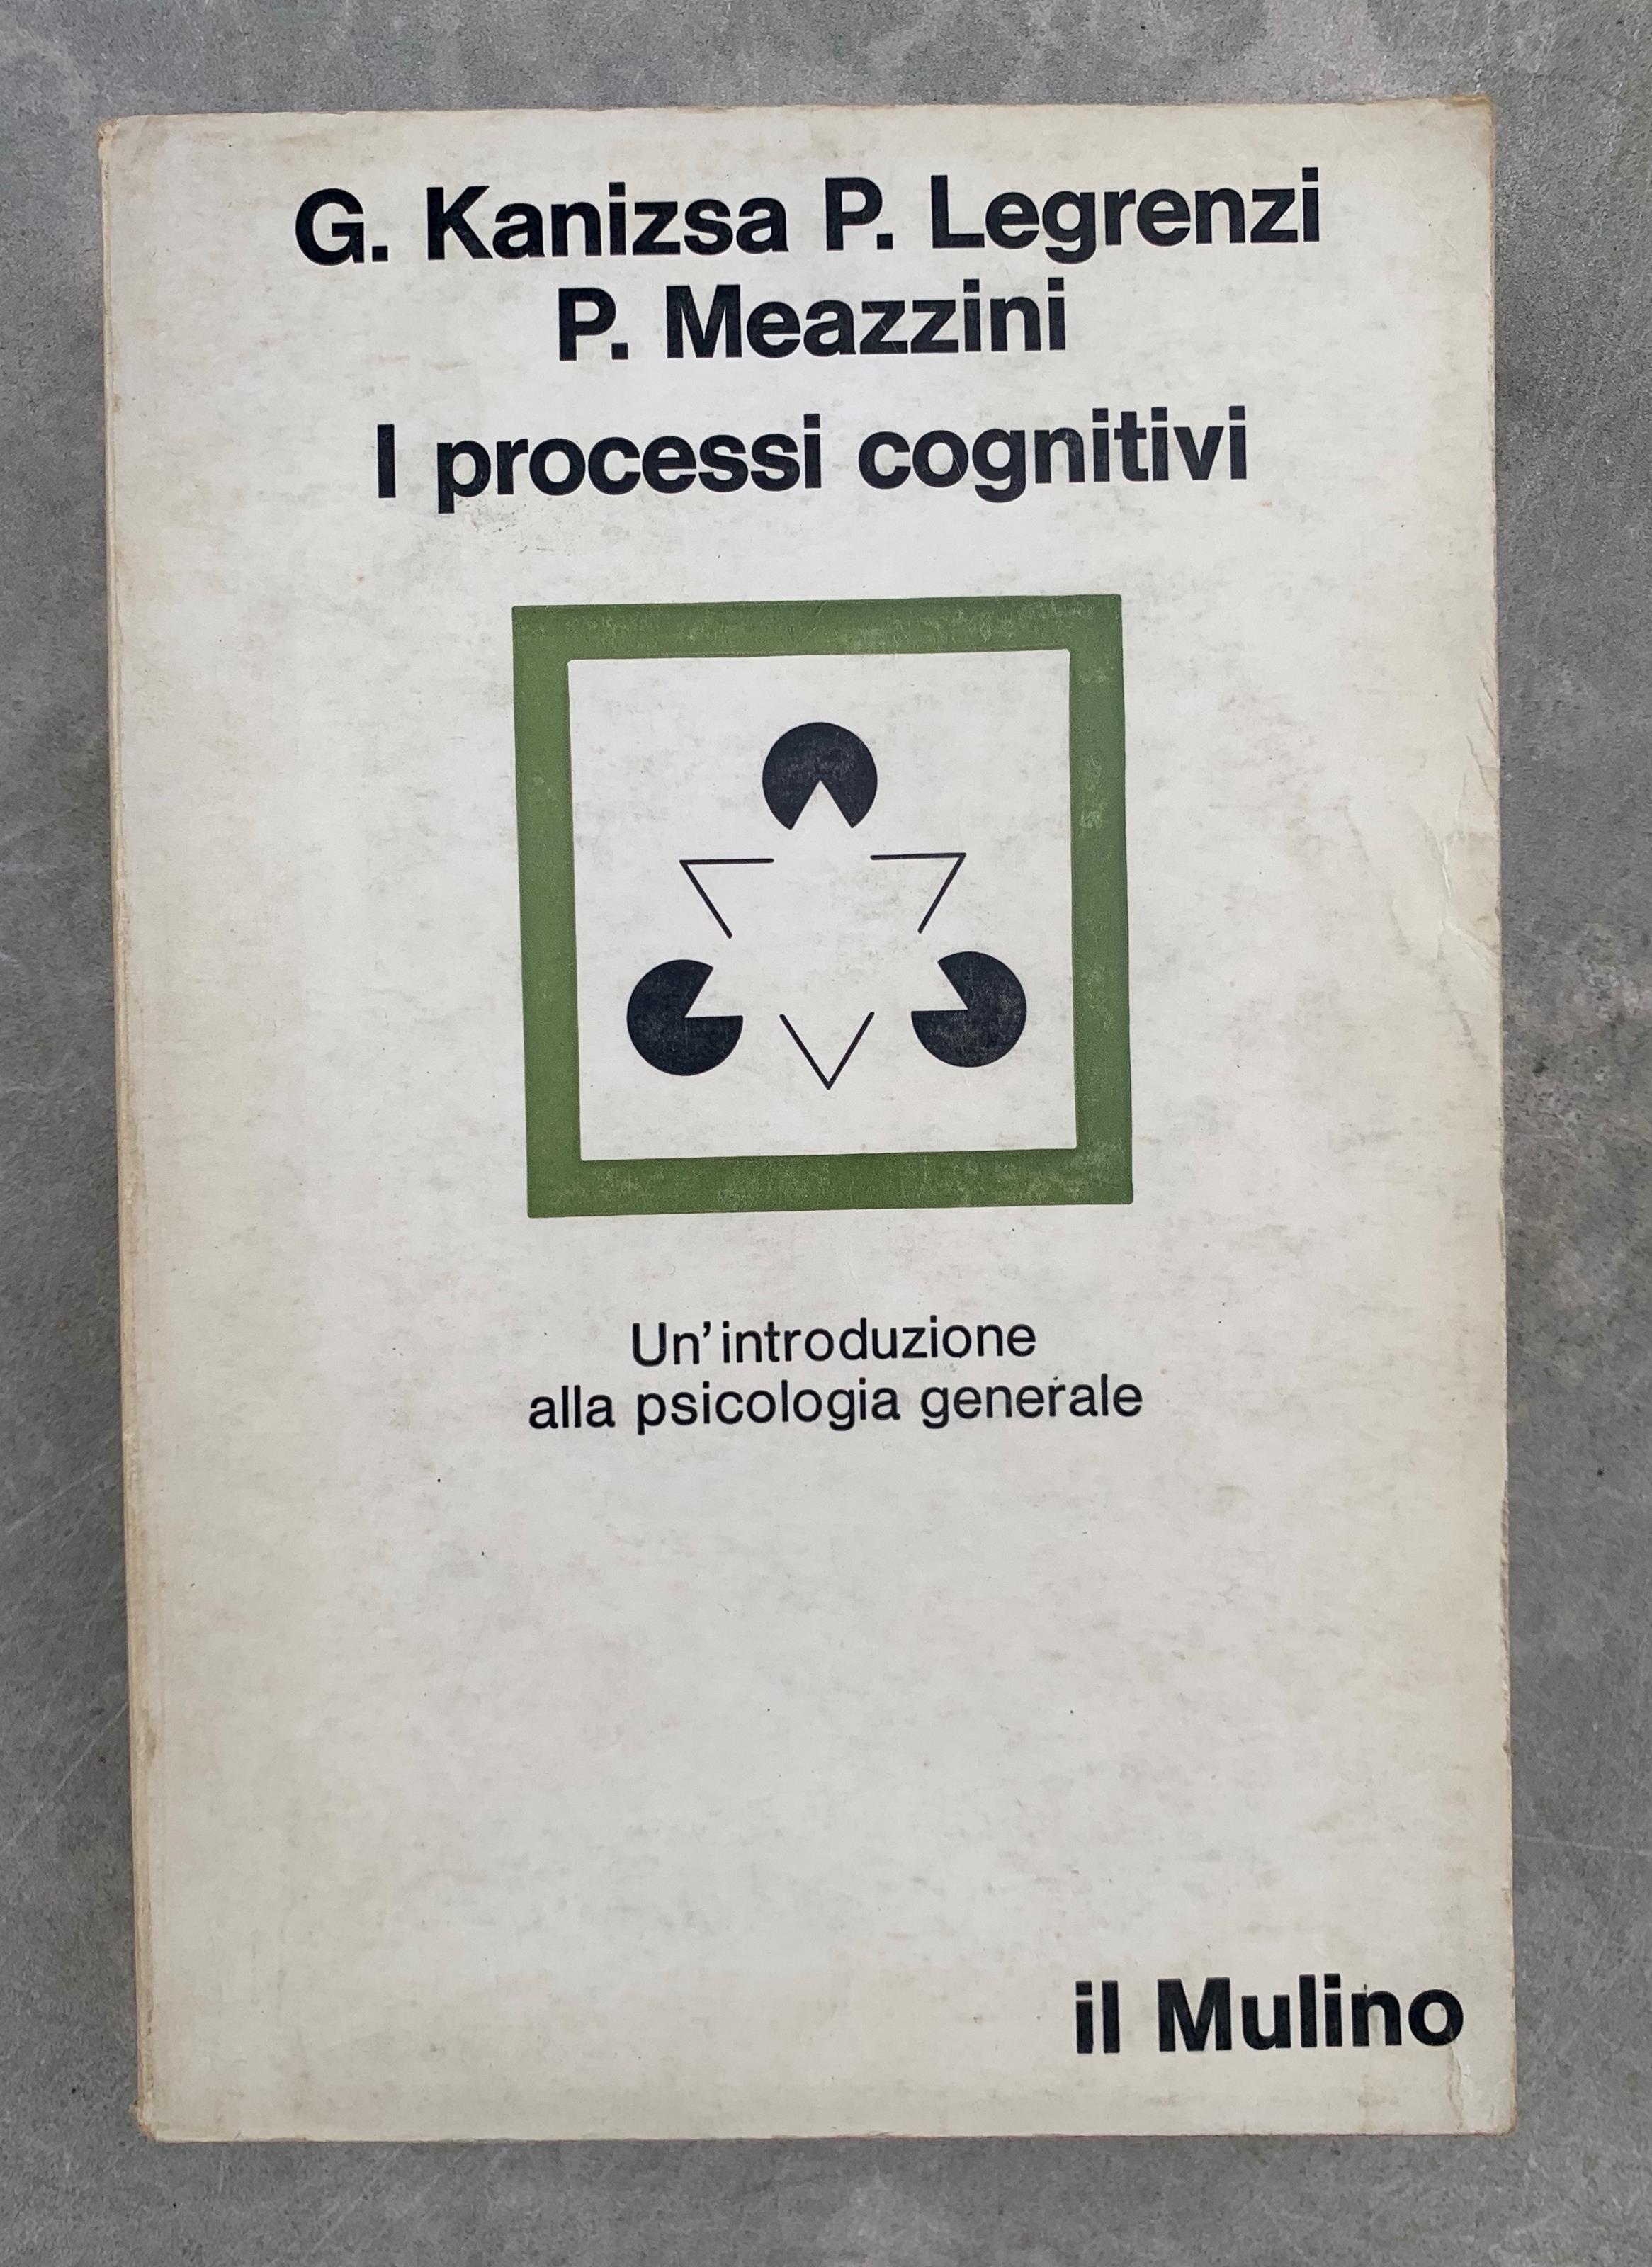 G. Kanizsa P. Legrenzi
P. Meazzini
I processi cognitivi
Un'introduzione
alla psicologia generale
il Mulino